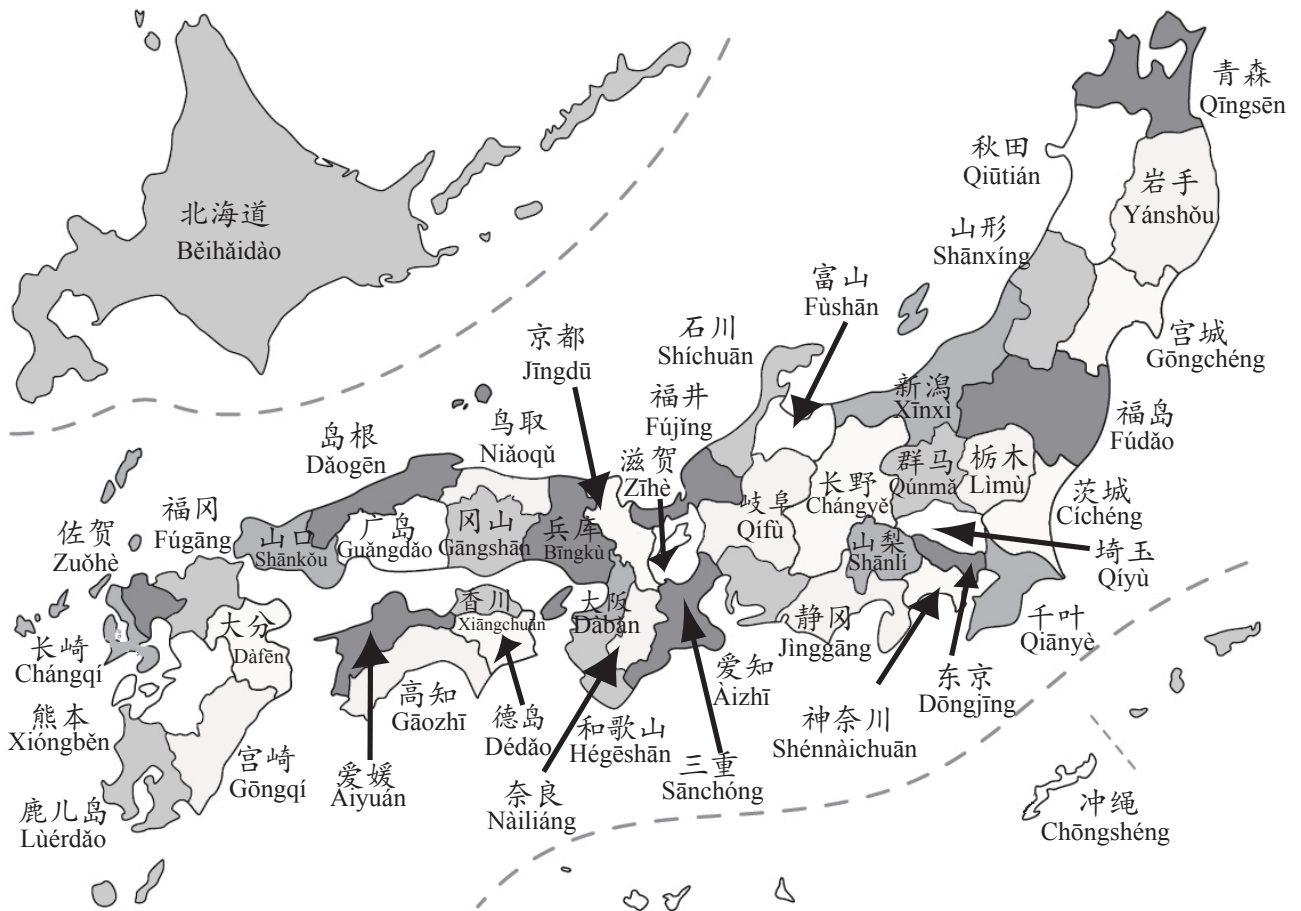 青森
Qīngsēn
秋田
Qiūtián
岩手
Yánshǒu
北海道
Běihǎidào
山形
Shānxíng
富山
Fùshān
石川
Shíchuān
京都
Jīngdū
宫城
Gōngchéng
福井
Fújǐng
新潟
Xīnxì
福岛
Fúdǎo
鸟取
Niǎoqǔ
岛根
Dǎogēn
滋贺
Zīhè
群马
Qúnmǎ
栃木
Lìmù
长野
Chángyě
岐阜
Qífù
茨城
Cíchéng
福冈
Fúgāng
佐贺
Zuǒhè
山口
Shānkǒu
广岛
Guǎngdǎo
冈山
Gāngshān
兵库
Bīngkù
山梨
Shānlí
埼玉
Qíyù
香川
Xiāngchuān
大阪
Dàbǎn
静冈
Jìnggāng
千叶
Qiānyè
大分
Dàfēn
长崎
Chángqí
爱知
Àizhī
东京
Dōngjīng
高知
Gāozhī
德岛
Dédǎo
和歌山
Hégēshān
神奈川
Shénnàichuān
熊本
Xióngběn
宫崎
Gōngqí
爱媛
Àiyuán
奈良
Nàiliáng
三重
Sānchóng
鹿儿岛
Lùérdǎo
冲绳
Chōngshéng